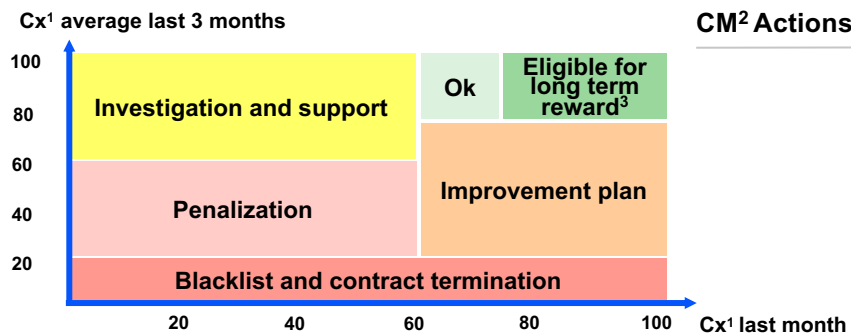 Cx¹ average last 3 months
CM² Actions
100
80
60
40
20
Investigation and support
Ok
Eligible for
long term
reward³
Penalization
Improvement plan
Blacklist and contract termination
20
40
60
80
100
Cx¹ last month